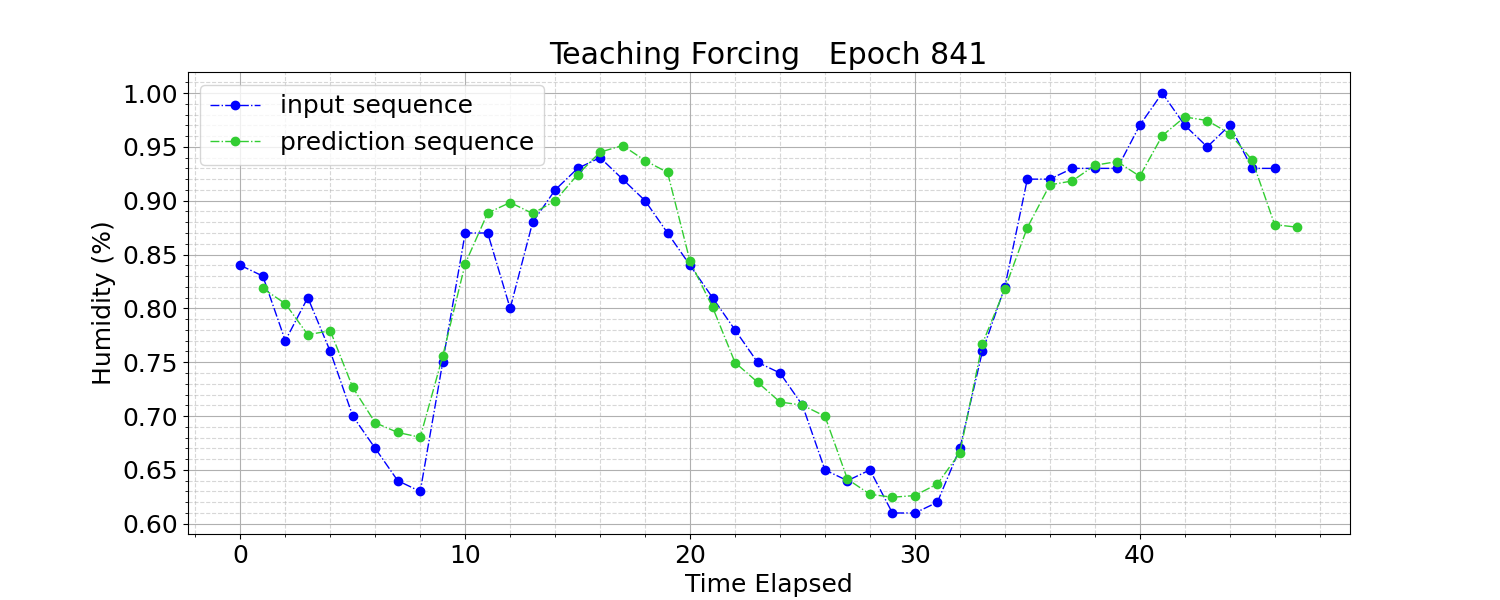 Teaching Forcing   Epoch 841
input sequence
prediction sequence
Humidity (%)
1.00
0.95
0.90
0.85
0.80
0.75
0.70
0.65
0.60
0 10 20 30 40
Time Elapsed